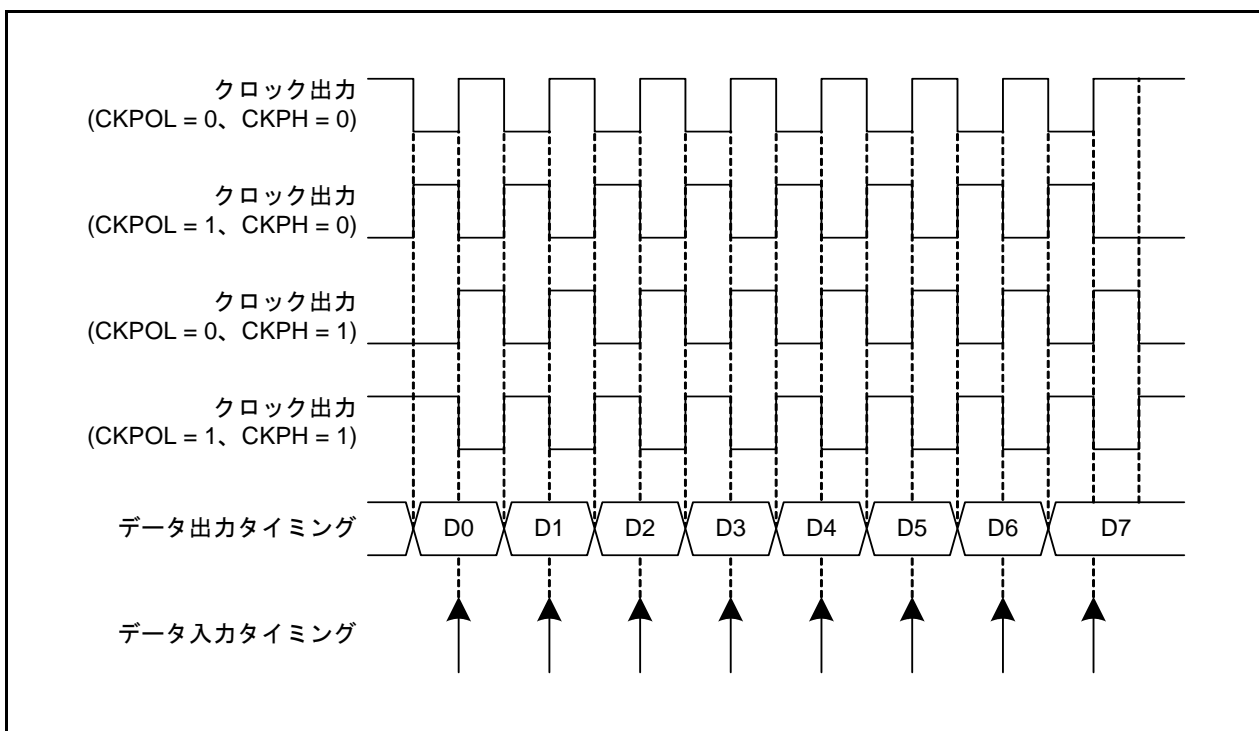 クロック出力
(CKPOL = 0、CKPH = 0)
クロック出力
(CKPOL = 1、CKPH = 0)
クロック出力
(CKPOL = 0、CKPH = 1)
クロック出力
(CKPOL = 1、CKPH = 1)
データ出力タイミング D0 D1 D2 D3 D4 D5 D6 D7
データ入力タイミング